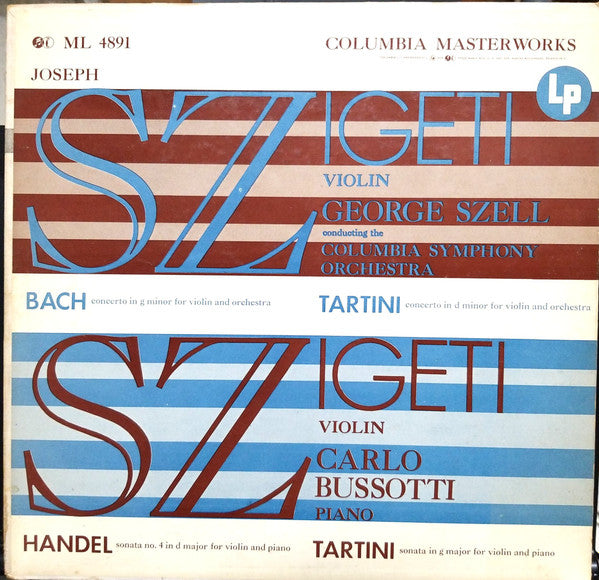 ML 4891
COLUMBIA MASTERWORKS
JOSEPH
Lp
SZIGETI
VIOLIN
GEORGE SZELL
conducting the
COLUMBIA SYMPHONY
ORCHESTRA
BACH concerto in g minor for violin and orchestra
TARTINI concerto in d minor for violin and orchestra
SZIGETI
VIOLIN
CARLO
BUSSOTTI
PIANO
HANDEL sonata no. 4 in d major for violin and piano
TARTINI sonata in g major for violin and piano